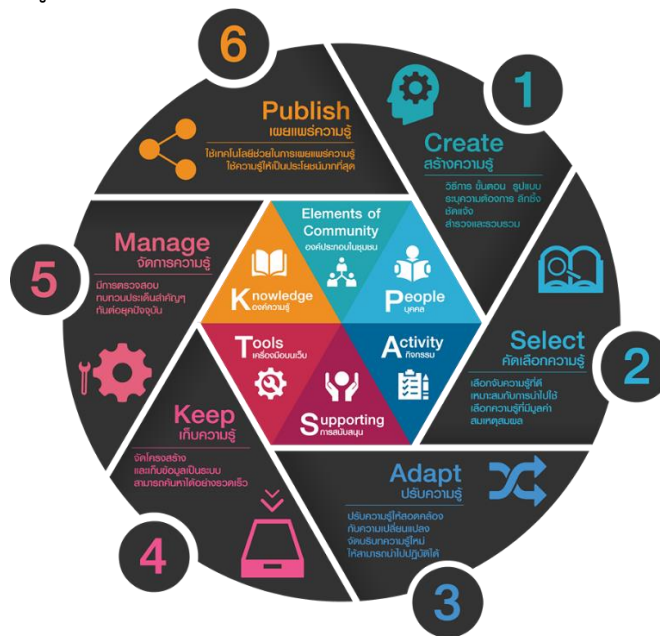 6
Publish
เผยแพร่ความรู้
ใช้เทคโนโลยีช่วยในการเผยแพร่ความรู้
ใช้ความรู้ให้เป็นประโยชน์มากที่สุด
1
Create
สร้างความรู้
วิธีการ ขั้นตอน รูปแบบ
ระบุความต้องการ ลึกซึ้ง
ชัดแจ้ง
สำรวจและรวบรวม
2
Select
คัดเลือกความรู้
เลือกจับความรู้ที่ดี
เหมาะสมกับการนำไปใช้
เลือกความรู้ที่มีมูลค่า
สมเหตุสมผล
3
Adapt
ปรับความรู้
ปรับความรู้ให้สอดคล้อง
กับความเปลี่ยนแปลง
จัดบริบทความรู้ใหม่
ให้สามารถนำไปปฏิบัติได้
4
Keep
เก็บความรู้
จัดโครงสร้าง
และเก็บข้อมูลเป็นระบบ
สามารถค้นหาได้อย่างรวดเร็ว
5
Manage
จัดการความรู้
มีการตรวจสอบ
ทบทวนประเด็นสำคัญๆ
ทันต่อยุคปัจจุบัน
Elements of
Community
องค์ประกอบในชุมชน
Knowledge
องค์ความรู้
People
บุคคล
Tools
เครื่องมือบนเว็บ
Activity
กิจกรรม
Supporting
การสนับสนุน